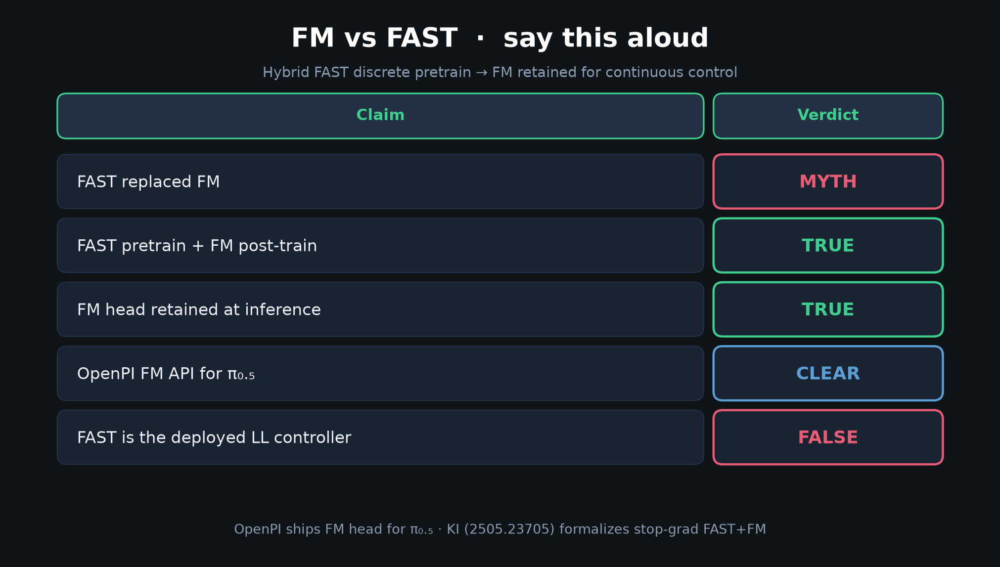 FM vs FAST · say this aloud
Hybrid FAST discrete pretrain → FM retained for continuous control
Claim
Verdict
FAST replaced FM
MYTH
FAST pretrain + FM post-train
TRUE
FM head retained at inference
TRUE
OpenPI FM API for π₀.₅
CLEAR
FAST is the deployed LL controller
FALSE
OpenPI ships FM head for π₀.₅ · KI (2505.23705) formalizes stop-grad FAST+FM